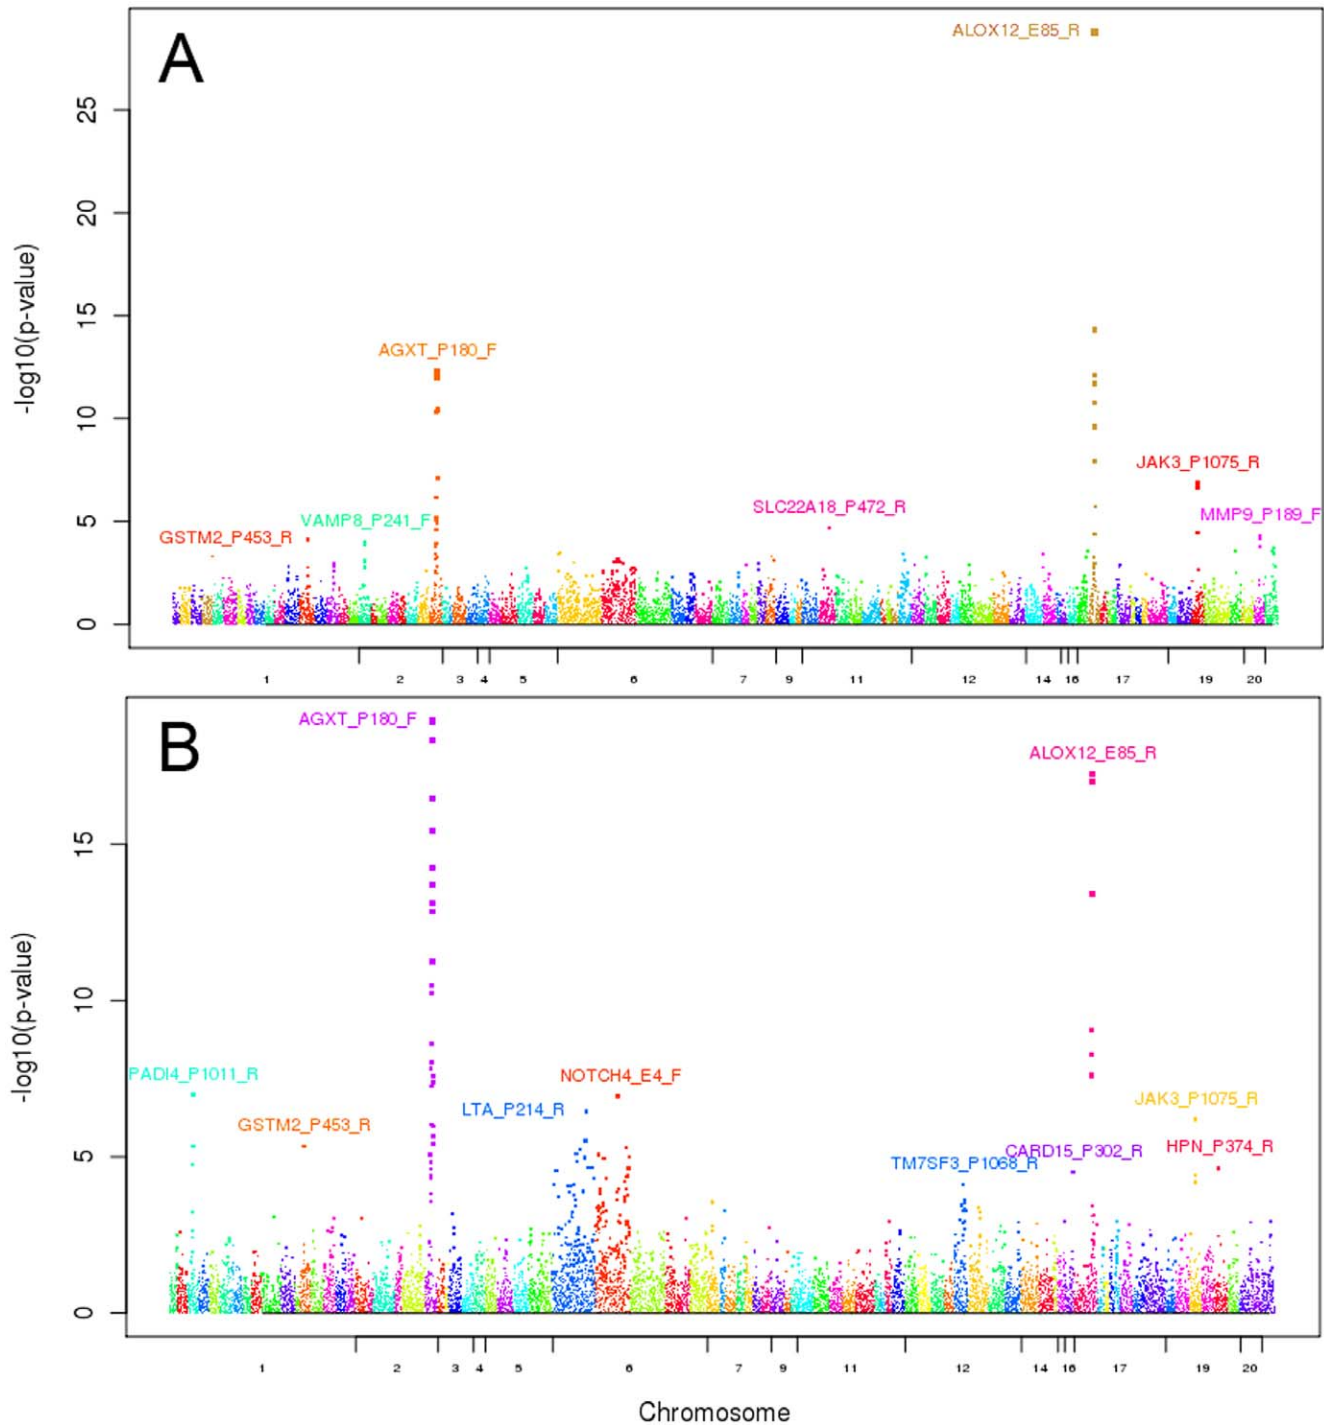 A
ALOX12_E85_R
25
20
15
10
5
0
-log10(p-value)
AGXT_P180_F
JAK3_P1075_R
SLC22A18_P472_R
MMP9_P189_F
VAMP8_P241_F
GSTM2_P453_R
1 2 3 4 5 6 7 9 11 12 14 16 17 19 20
B
AGXT_P180_F
ALOX12_E85_R
15
10
5
0
-log10(p-value)
PADI4_P1011_R
NOTCH4_E4_F
LTA_P214_R
JAK3_P1075_R
GSTM2_P453_R
CARD15_P302_R
HPN_P374_R
TM7SF3_P1068_R
1 2 3 4 5 6 7 9 11 12 14 16 17 19 20
Chromosome